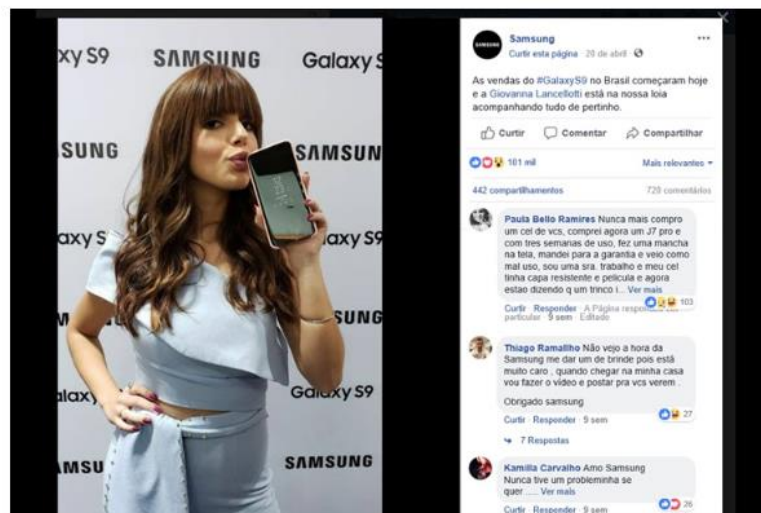 xy S9
SAMSUNG
Galaxy S
SUNG
SAMSUN
axy S
axy S9
SUNG
alaxy
Galaxy S9
AMSU
SAMSUNG
Samsung
Curtir esta página · 20 de abril ·
As vendas do #GalaxyS9 no Brasil começaram hoje
e a Giovanna Lancellotti está na nossa loja
acompanhando tudo de pertinho.
Curtir Comentar Compartilhar
101 mil Mais relevantes
442 compartilhamentos 720 comentários
Paula Bello Ramires Nunca mais compro
um cel de vcs, comprei agora um J7 pro e
com tres semanas de uso, fez uma mancha
na tela, mandei para a garantia e veio como
mal uso, sou uma sra. trabalho e meu cel
tinha capa resistente e pelicula e agora
estao dizendo q um trinco i... Ver mais
103
Curtir · Responder · A Página
particular · 9 sem · Editado
Thiago Ramallho Não vejo a hora da
Samsung me dar um de brinde pois está
muito caro , quando chegar na minha casa
vou fazer o vídeo e postar pra vcs verem .
Obrigado samsung
27
Curtir · Responder · 9 sem
7 Respostas
Kamilla Carvalho Amo Samsung
Nunca tive um probleminha se
quer ..... Ver mais
26
Curtir · Responder · 9 sem